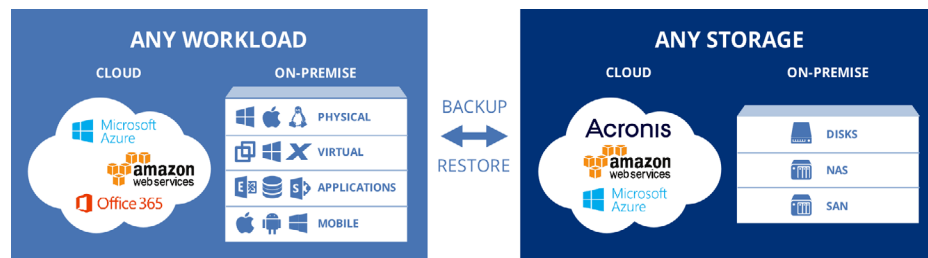 ANY WORKLOAD
CLOUD
ON-PREMISE
Microsoft
Azure
amazon
web services
Office 365
PHYSICAL
VIRTUAL
E
APPLICATIONS
S
MOBILE
BACKUP
RESTORE
ANY STORAGE
CLOUD
ON-PREMISE
Acronis
amazon
web services
Microsoft
Azure
DISKS
NAS
SAN